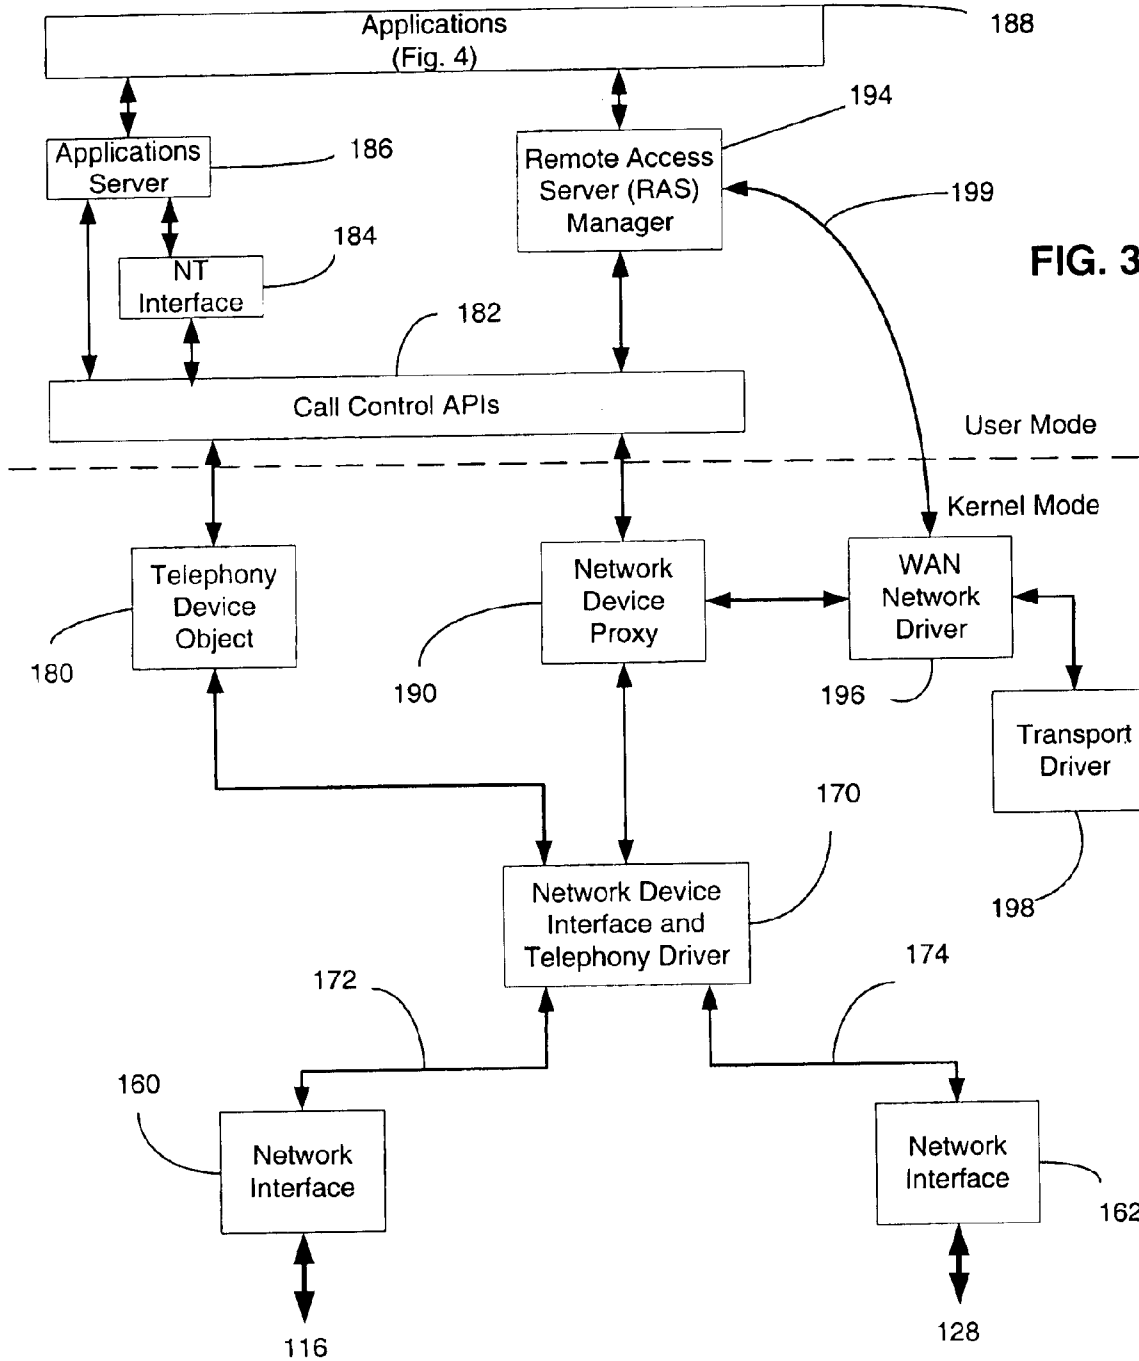 Applications
(Fig. 4)
188
194
Applications
Server
186
Remote Access
Server (RAS)
Manager
199
184
NT
Interface
FIG. 3
182
Call Control APIs
User Mode
Kernel Mode
Telephony
Device
Object
Network
Device
Proxy
WAN
Network
Driver
180
190
196
Transport
Driver
170
Network Device
Interface and
Telephony Driver
198
172
174
160
Network
Interface
Network
Interface
162
116
128